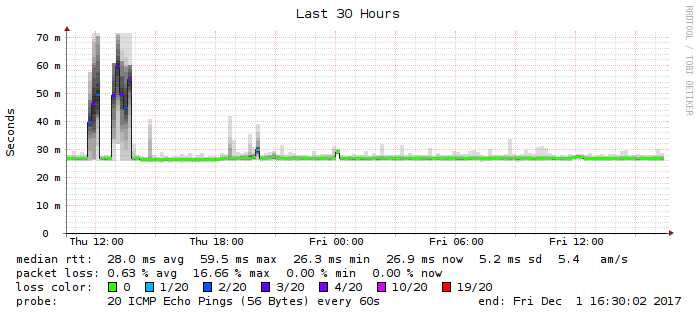 Last 30 Hours
RRDTOOL / TOBI OETIKER
Seconds
70 m
60 m
50 m
40 m
30 m
20 m
10 m
0 m
Thu 12:00 Thu 18:00 Fri 00:00 Fri 06:00 Fri 12:00
median rtt: 28.0 ms avg 59.5 ms max 26.3 ms min 26.9 ms now 5.2 ms sd 5.4 am/s
packet loss: 0.63 % avg 16.66 % max 0.00 % min 0.00 % now
loss color: 0 1/20 2/20 3/20 4/20 10/20 19/20
probe: 20 ICMP Echo Pings (56 Bytes) every 60s end: Fri Dec 1 16:30:02 2017